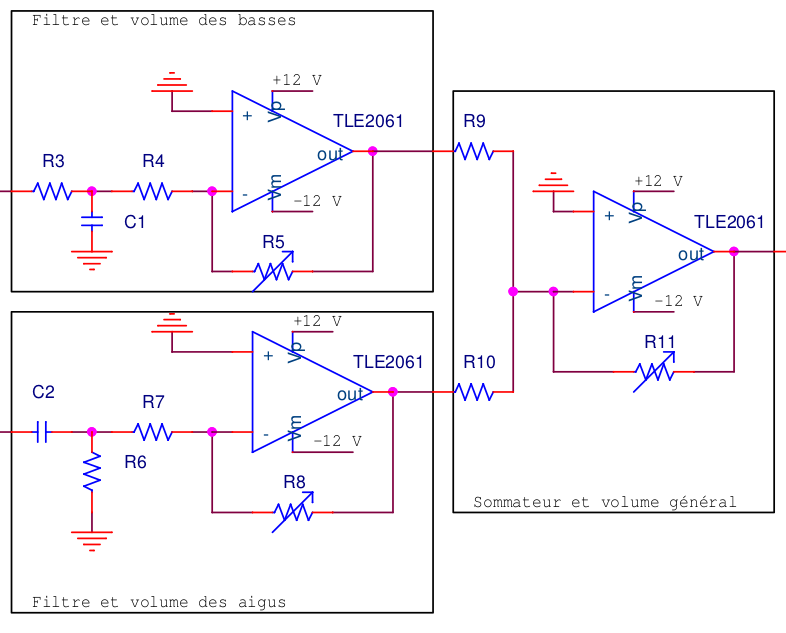 Filtre et volume des basses
+12 V
Vp
TLE2061
+
out
R3
R4
-
Vm
-12 V
C1
R5
R9
+12 V
Vp
TLE2061
+
out
-
Vm
-12 V
R11
R10
Sommateur et volume général
+12 V
Vp
TLE2061
+
out
C2
R7
-
Vm
-12 V
R6
R8
Filtre et volume des aigus